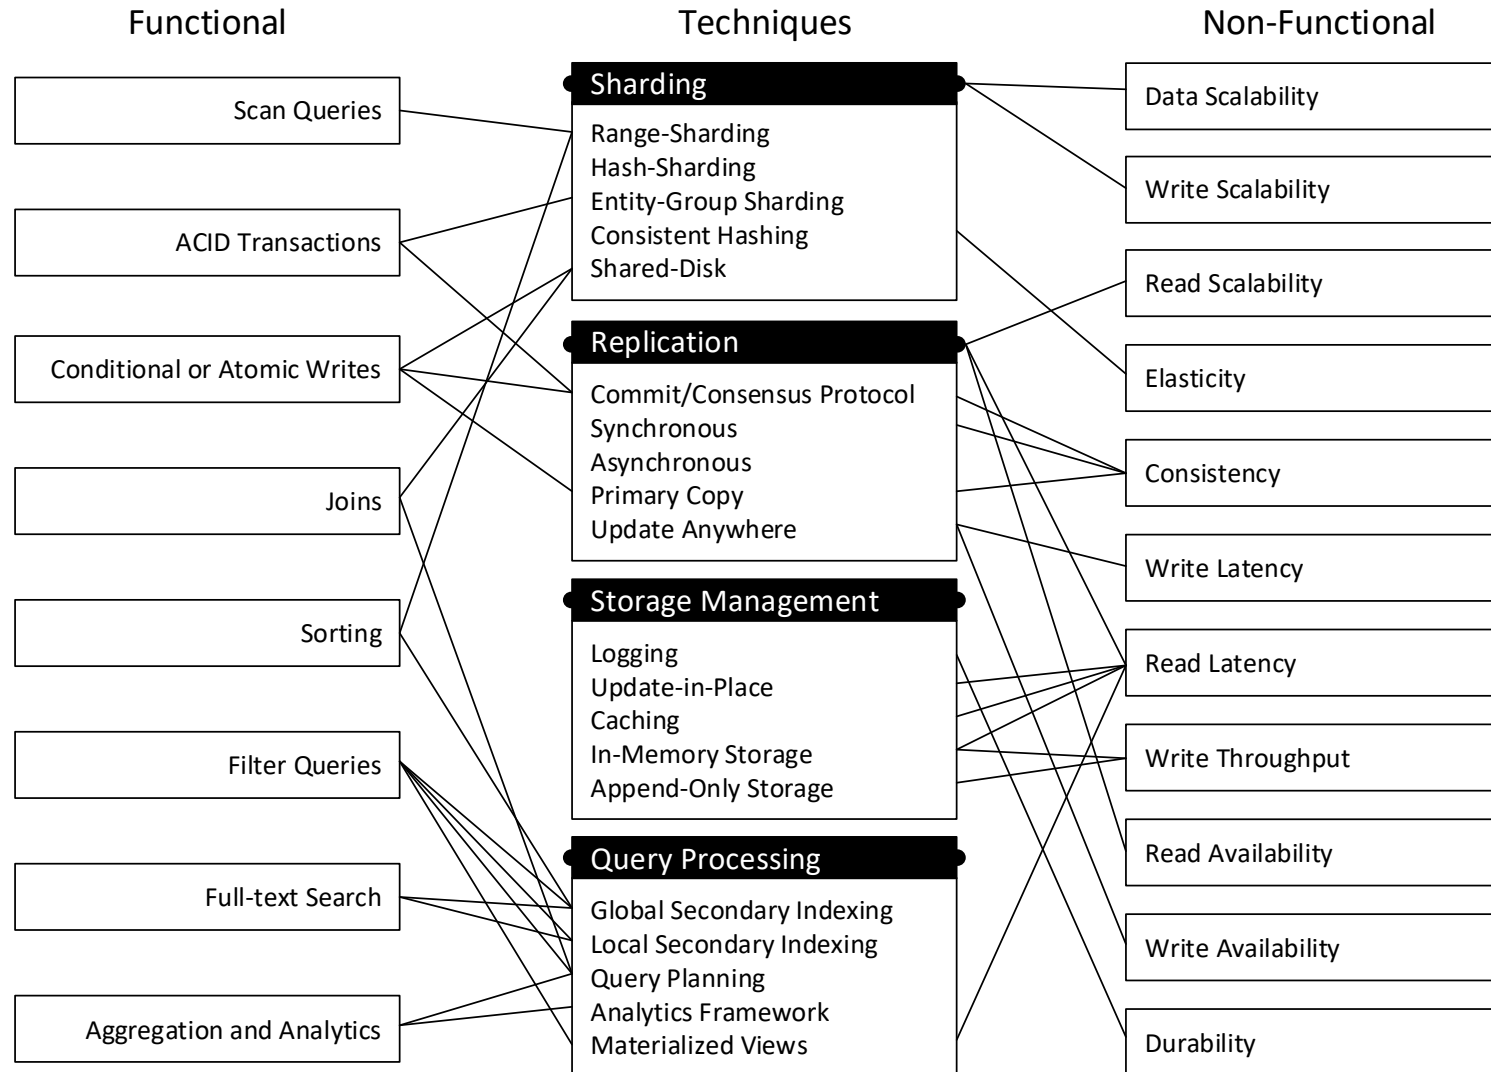 Functional
Techniques
Non-Functional
Scan Queries
ACID Transactions
Conditional or Atomic Writes
Joins
Sorting
Filter Queries
Full-text Search
Aggregation and Analytics
Sharding
Range-Sharding
Hash-Sharding
Entity-Group Sharding
Consistent Hashing
Shared-Disk
Replication
Commit/Consensus Protocol
Synchronous
Asynchronous
Primary Copy
Update Anywhere
Storage Management
Logging
Update-in-Place
Caching
In-Memory Storage
Append-Only Storage
Query Processing
Global Secondary Indexing
Local Secondary Indexing
Query Planning
Analytics Framework
Materialized Views
Data Scalability
Write Scalability
Read Scalability
Elasticity
Consistency
Write Latency
Read Latency
Write Throughput
Read Availability
Write Availability
Durability